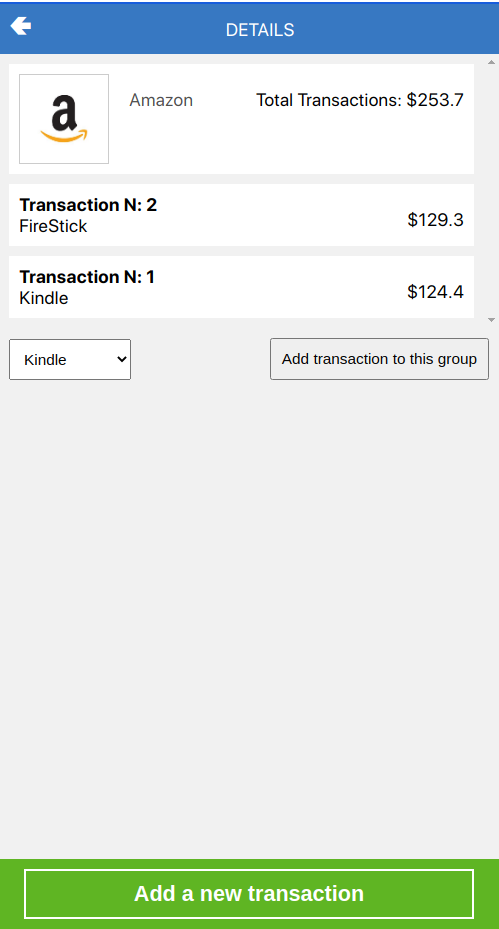 DETAILS
a
Amazon
Total Transactions: $253.7
Transaction N: 2
FireStick
$129.3
Transaction N: 1
Kindle
$124.4
Kindle
Add transaction to this group
Add a new transaction